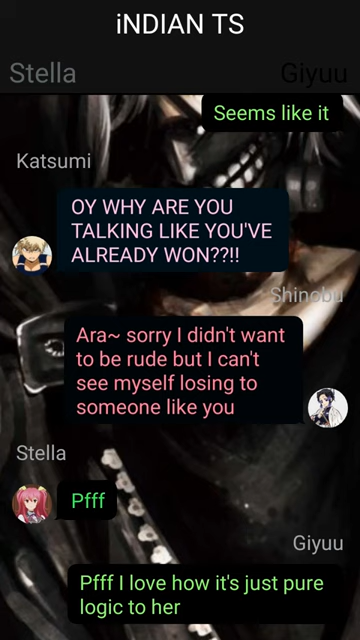 iNDIAN TS
Stella
Giyuu
Seems like it
Katsumi
OY WHY ARE YOU
TALKING LIKE YOU'VE
ALREADY WON??!!
Shinobu
Ara~ sorry I didn't want
to be rude but I can't
see myself losing to
someone like you
Stella
Pfff
Giyuu
Pfff I love how it's just pure
logic to her